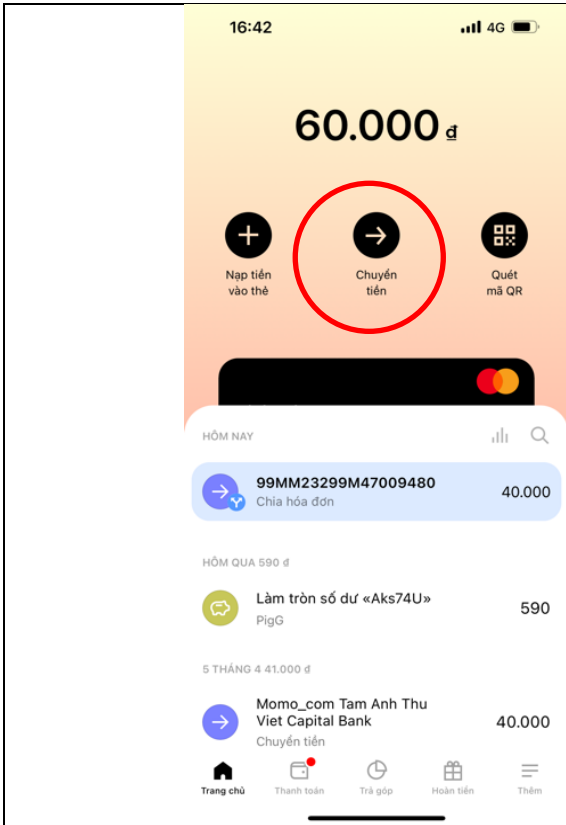 16:42
4G
60.000 ₫
Nạp tiền
vào thẻ
Chuyển
tiền
Quét
mã QR
HÔM NAY
99MM23299M47009480
40.000
Chia hóa đơn
HÔM QUA 590 đ
Làm tròn số dư «Aks74U»
590
PigG
5 THÁNG 4 41.000 đ
Momo_com Tam Anh Thu
Viet Capital Bank
40.000
Chuyển tiền
Trang chủ
Thanh toán
Trả góp
Hoàn tiền
Thêm